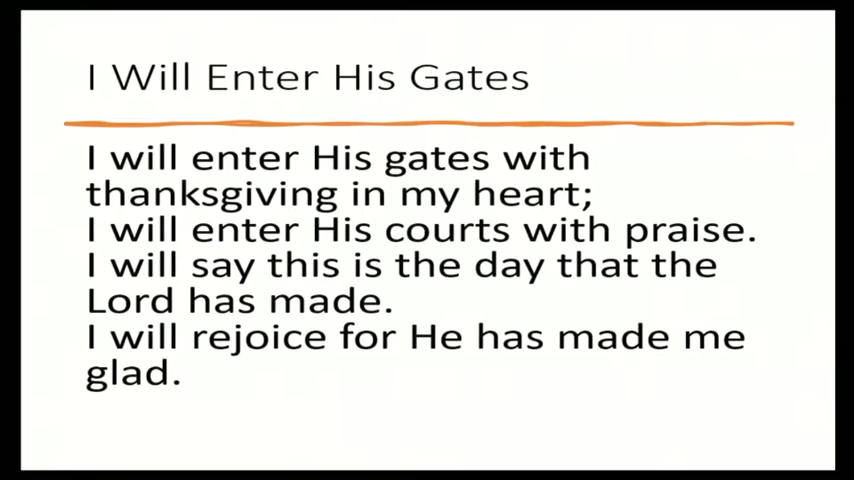 I Will Enter His Gates
I will enter His gates with
thanksgiving in my heart;
I will enter His courts with praise.
I will say this is the day that the
Lord has made.
I will rejoice for He has made me
glad.